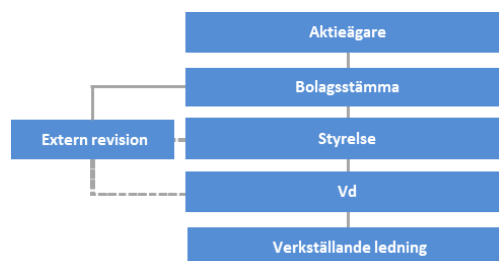 Aktieägare
Bolagsstämma
Extern revision
Styrelse
Vd
Verkställande ledning